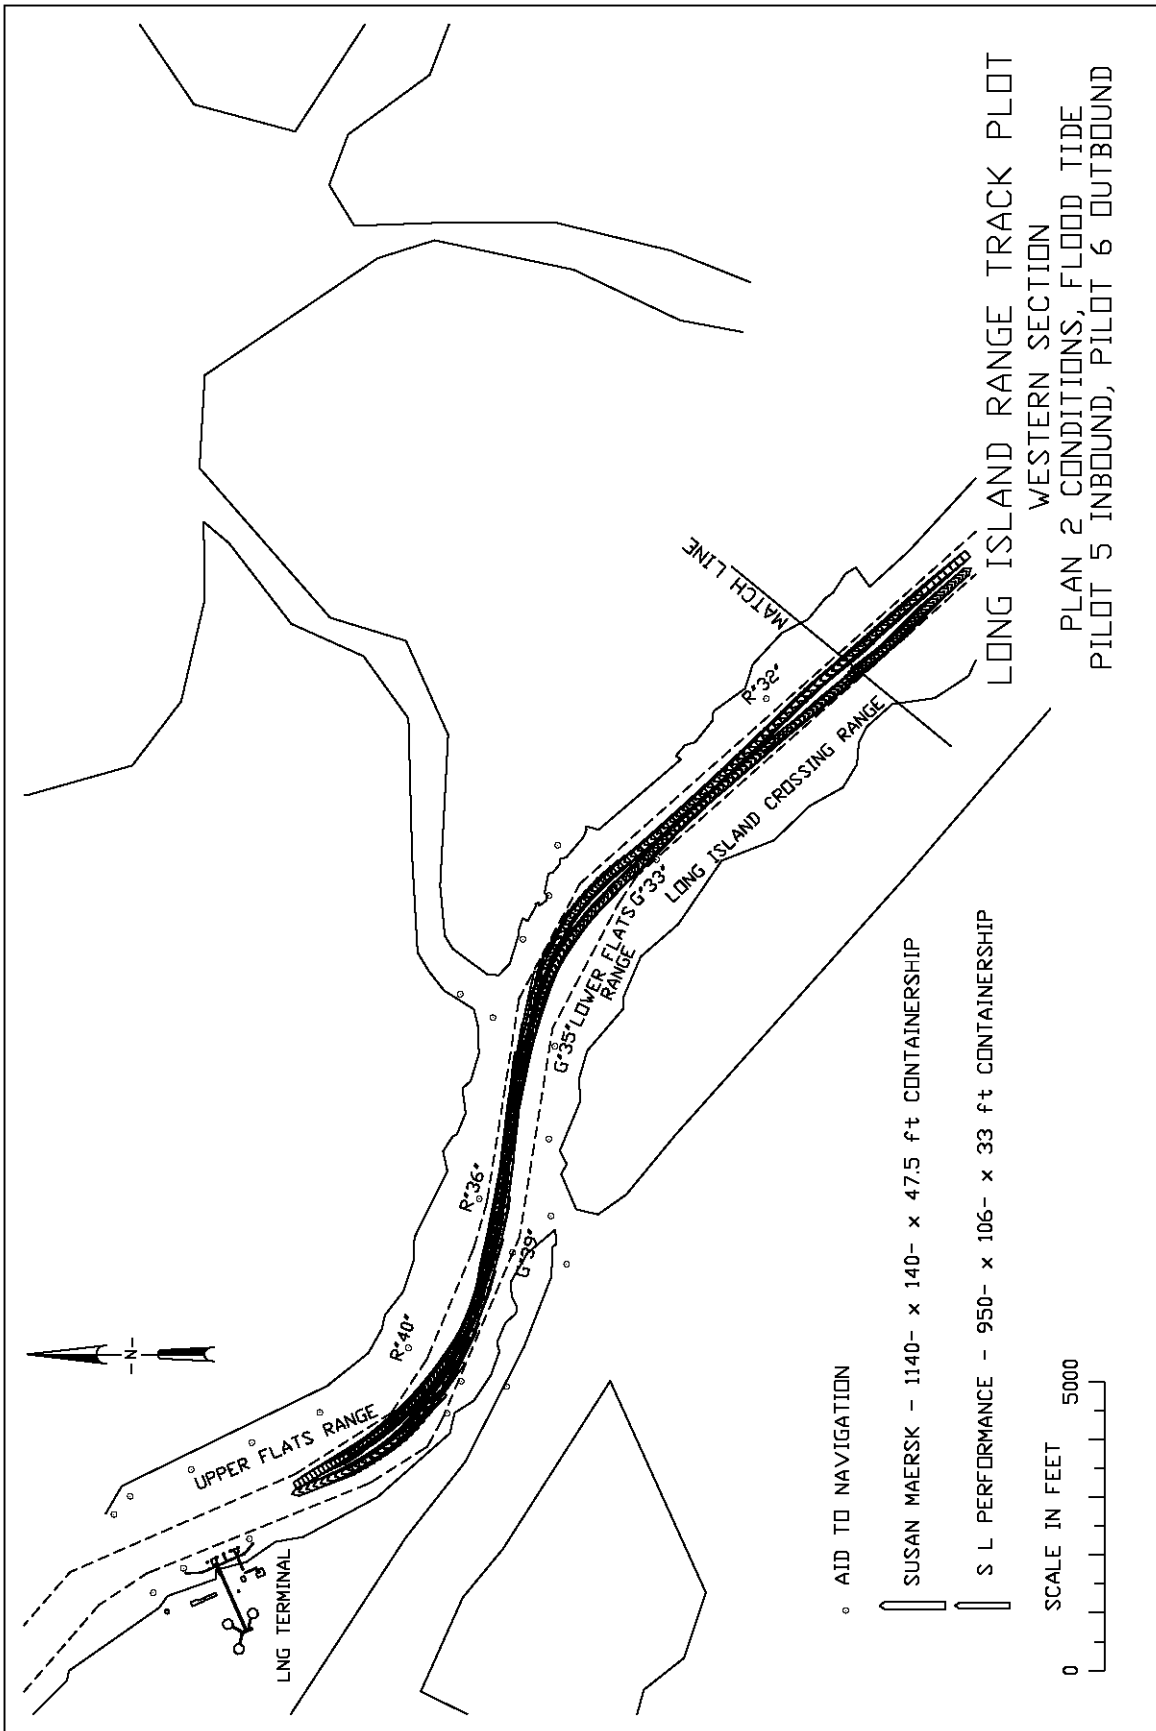 LNG TERMINAL
UPPER FLATS RANGE
-N-
R"40"
R"36"
G"39"
G"35"
LOWER FLATS
RANGE
G"33"
LONG ISLAND CROSSING RANGE
R"32"
MATCH LINE
AID TO NAVIGATION
SUSAN MAERSK - 1140- x 140- x 47.5 ft CONTAINERSHIP
S L PERFORMANCE - 950- x 106- x 33 ft CONTAINERSHIP
SCALE IN FEET
0 5000
LONG ISLAND RANGE TRACK PLOT
WESTERN SECTION
PLAN 2 CONDITIONS, FLOOD TIDE
PILOT 5 INBOUND, PILOT 6 OUTBOUND